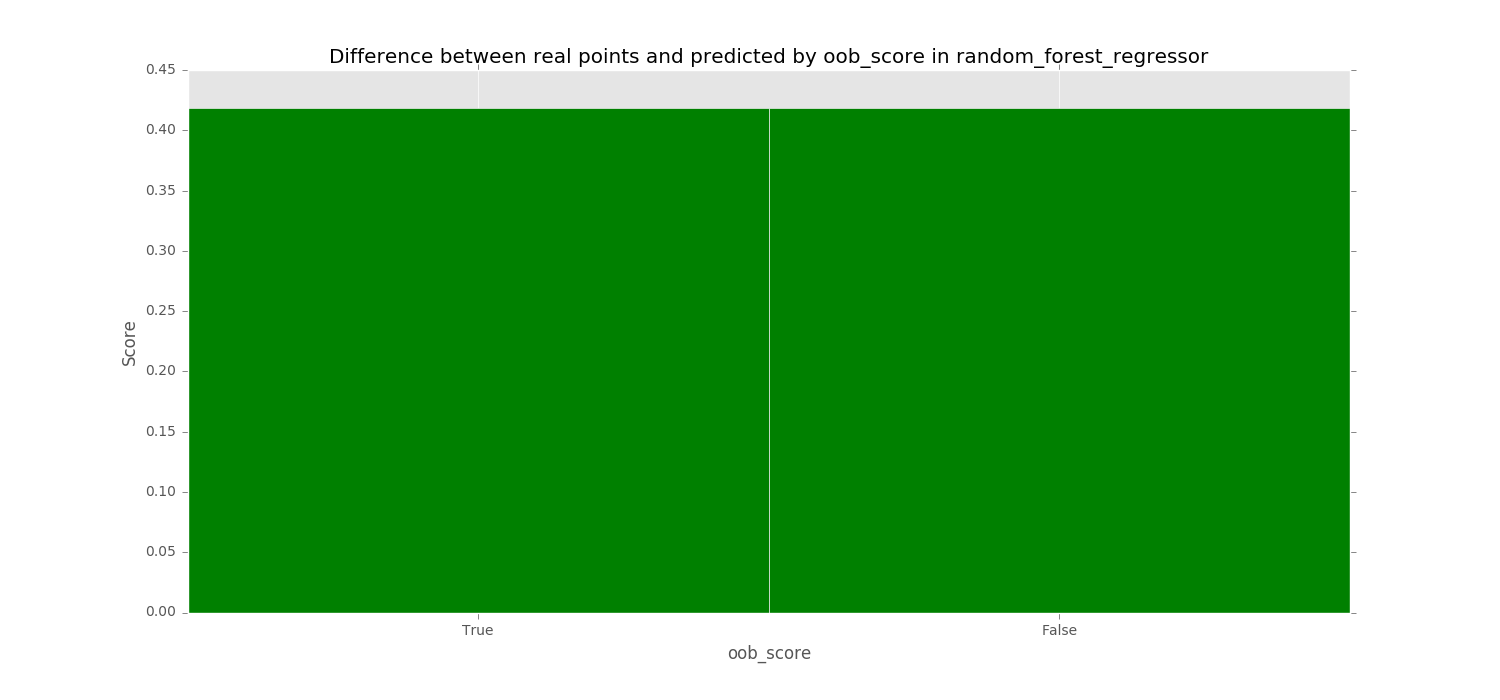 Difference between real points and predicted by oob_score in random_forest_regressor
0.45
0.40
0.35
0.30
0.25
0.20
0.15
0.10
0.05
0.00
Score
True False
oob_score